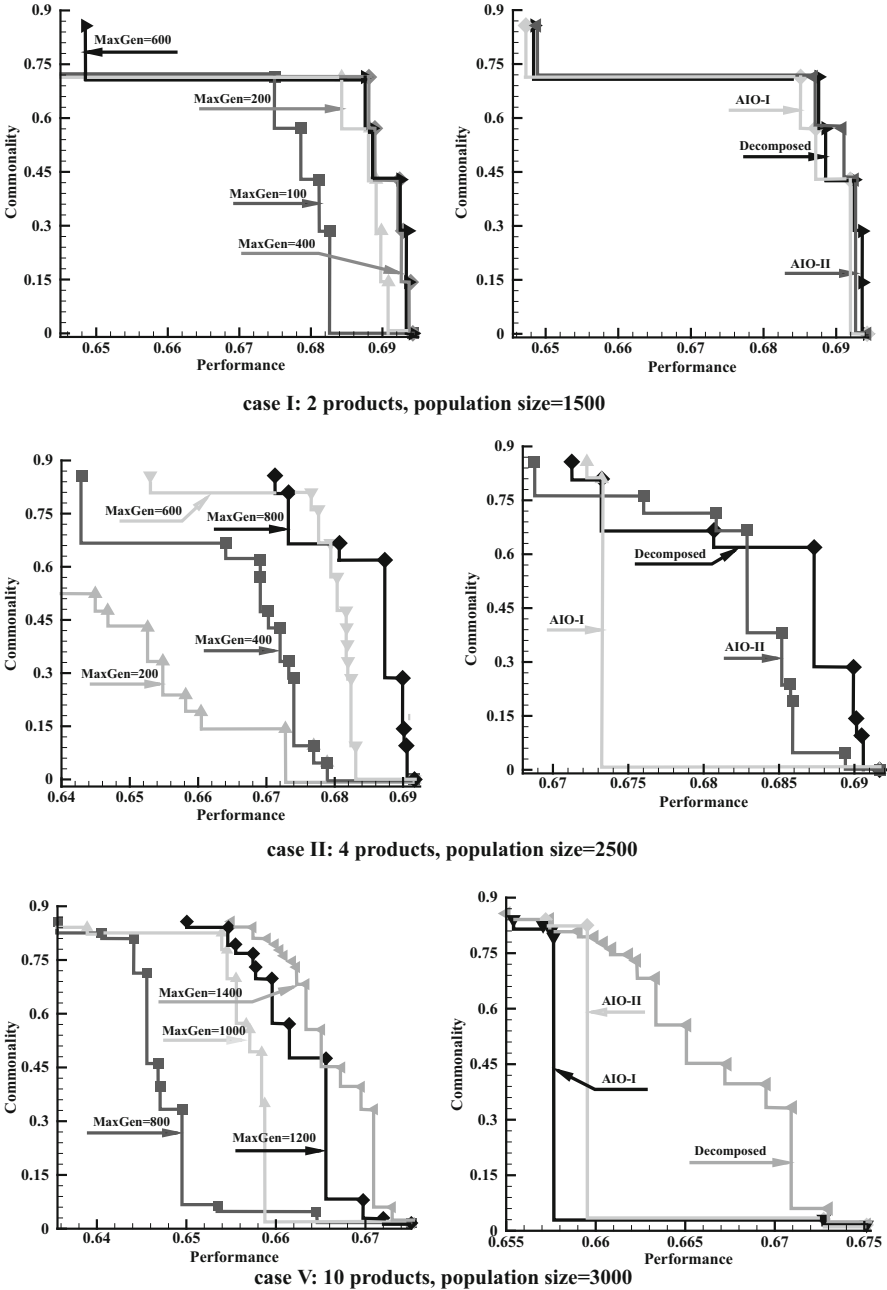 0.9
0.75
0.6
0.45
0.3
0.15
0
Commonality
MaxGen=600
MaxGen=200
MaxGen=100
MaxGen=400
0.65 0.66 0.67 0.68 0.69
Performance
0.9
0.75
0.6
0.45
0.3
0.15
0
Commonality
AIO-I
Decomposed
AIO-II
0.65 0.66 0.67 0.68 0.69
Performance
case I: 2 products, population size=1500
0.9
0.75
0.6
0.45
0.3
0.15
0
Commonality
MaxGen=600
MaxGen=800
MaxGen=400
MaxGen=200
0.64 0.65 0.66 0.67 0.68 0.69
Performance
0.9
0.75
0.6
0.45
0.3
0.15
0
Commonality
Decomposed
AIO-I
AIO-II
0.67 0.675 0.68 0.685 0.69
Performance
case II: 4 products, population size=2500
0.9
0.75
0.6
0.45
0.3
0.15
0
Commonality
MaxGen=1400
MaxGen=1000
MaxGen=800
MaxGen=1200
0.64 0.65 0.66 0.67
Performance
0.9
0.75
0.6
0.45
0.3
0.15
0
Commonality
AIO-II
AIO-I
Decomposed
0.655 0.66 0.665 0.67 0.675
Performance
case V: 10 products, population size=3000